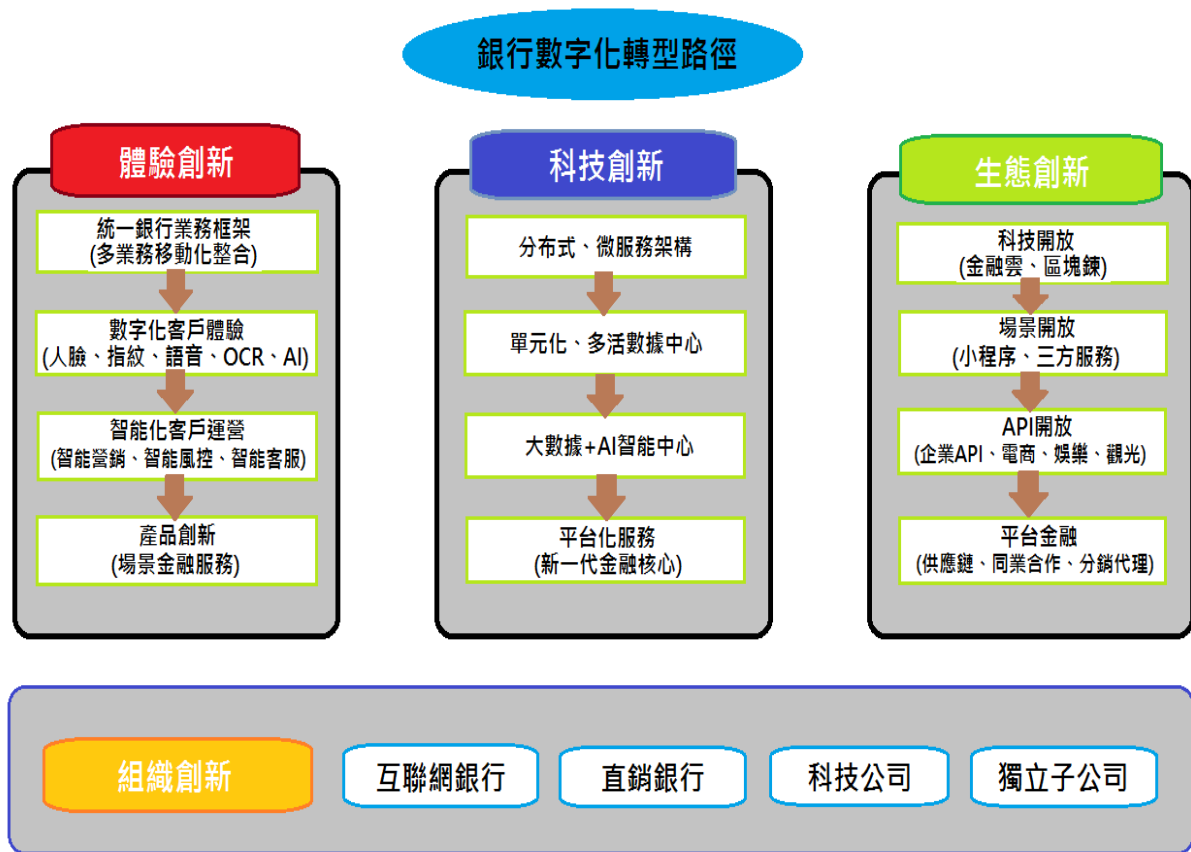 銀行數字化轉型路徑
體驗創新
統一銀行業務框架
(多業務移動化整合)
數字化客戶體驗
(人臉、指紋、語音、OCR、AI)
智能化客戶運營
(智能營銷、智能風控、智能客服)
產品創新
(場景金融服務)
科技創新
分布式、微服務架構
單元化、多活數據中心
大數據+AI智能中心
平台化服務
(新一代金融核心)
生態創新
科技開放
(金融雲、區塊鍊)
場景開放
(小程序、三方服務)
API開放
(企業API、電商、娛樂、觀光)
平台金融
(供應鏈、同業合作、分銷代理)
組織創新
互聯網銀行
直銷銀行
科技公司
獨立子公司